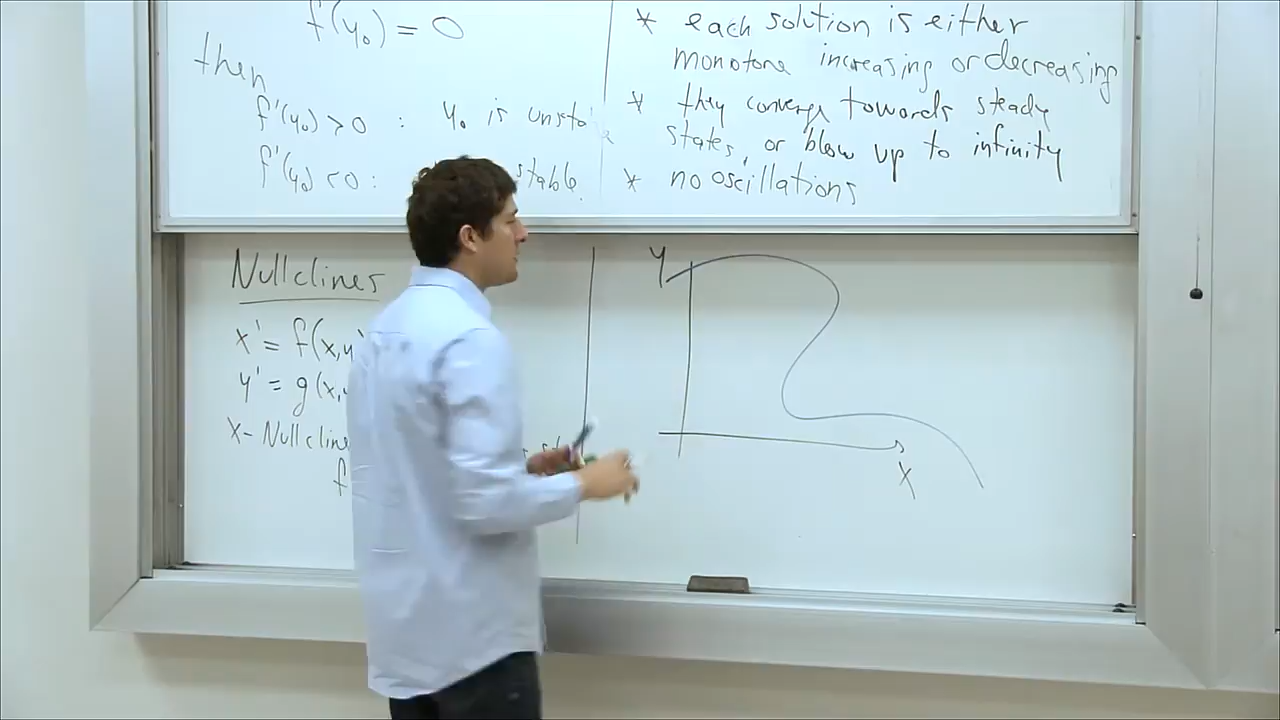 f'(y₀) = 0
then
f'(y₀) > 0 : y₀ is
f'(y₀) < 0 : stable.
* each solution is either
monotone increasing or decreasing
* they converge towards steady
states, or blow up to infinity
* no oscillations
Nullclines
x' = f(x,y
y' = g(x,
X-Nullcline
f
y
x